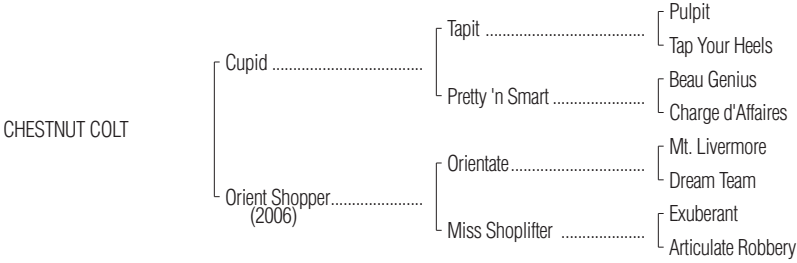 Pulpit
Tapit ......................................
Tap Your Heels
Cupid ...................................
Beau Genius
Pretty 'n Smart ......................
Charge d'Affaires
CHESTNUT COLT
Mt. Livermore
Orientate................................
Dream Team
Orient Shopper.....................
(2006)
Exuberant
Miss Shoplifter ....................
Articulate Robbery